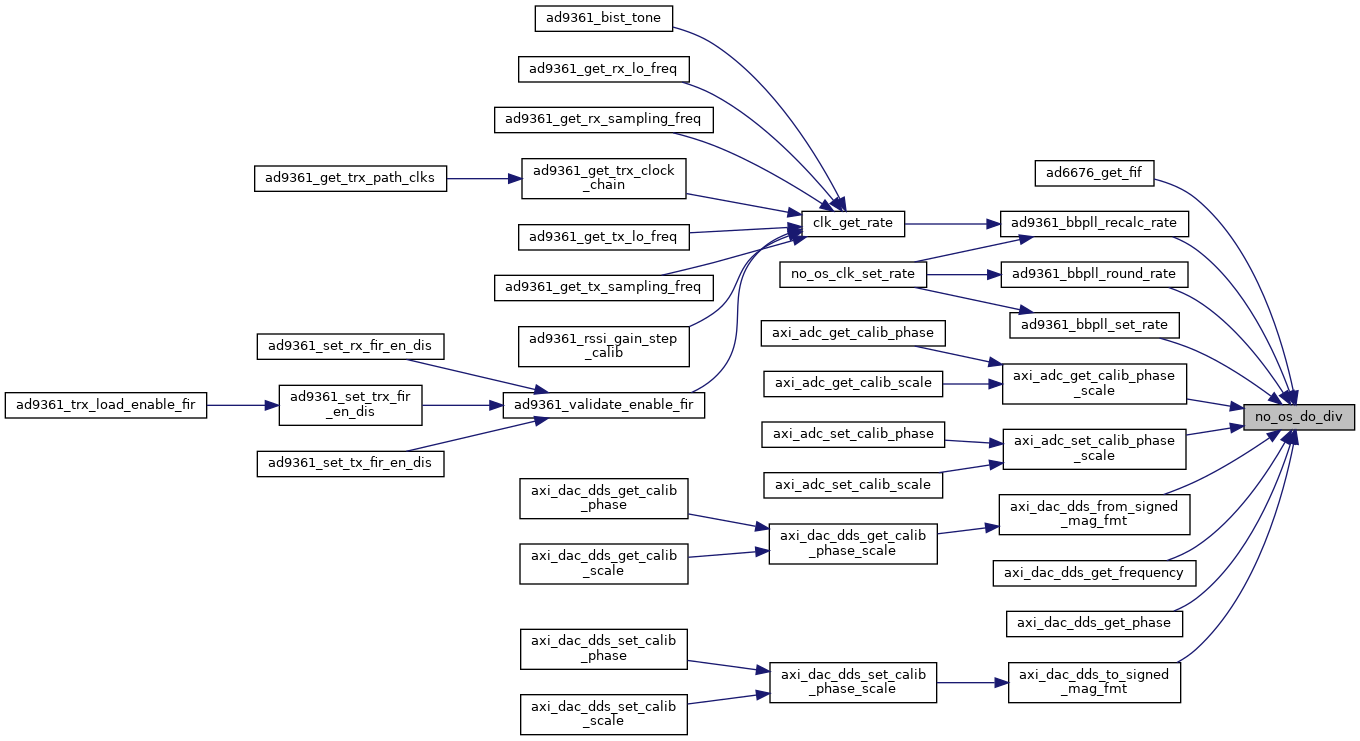 ad9361_bist_tone
ad9361_get_rx_lo_freq
ad9361_get_rx_sampling_freq
ad9361_get_trx_path_clks
ad9361_get_trx_clock
_chain
ad6676_get_fif
clk_get_rate
ad9361_bbpll_recalc_rate
ad9361_get_tx_lo_freq
no_os_clk_set_rate
ad9361_bbpll_round_rate
ad9361_get_tx_sampling_freq
ad9361_bbpll_set_rate
ad9361_rssi_gain_step
_calib
axi_adc_get_calib_phase
ad9361_set_rx_fir_en_dis
axi_adc_get_calib_scale
axi_adc_get_calib_phase
_scale
ad9361_trx_load_enable_fir
ad9361_set_trx_fir
_en_dis
ad9361_validate_enable_fir
no_os_do_div
axi_adc_set_calib_phase
axi_adc_set_calib_phase
_scale
ad9361_set_tx_fir_en_dis
axi_adc_set_calib_scale
axi_dac_dds_get_calib
_phase
axi_dac_dds_from_signed
_mag_fmt
axi_dac_dds_get_calib
_phase_scale
axi_dac_dds_get_calib
_scale
axi_dac_dds_get_frequency
axi_dac_dds_get_phase
axi_dac_dds_set_calib
_phase
axi_dac_dds_set_calib
_phase_scale
axi_dac_dds_to_signed
_mag_fmt
axi_dac_dds_set_calib
_scale